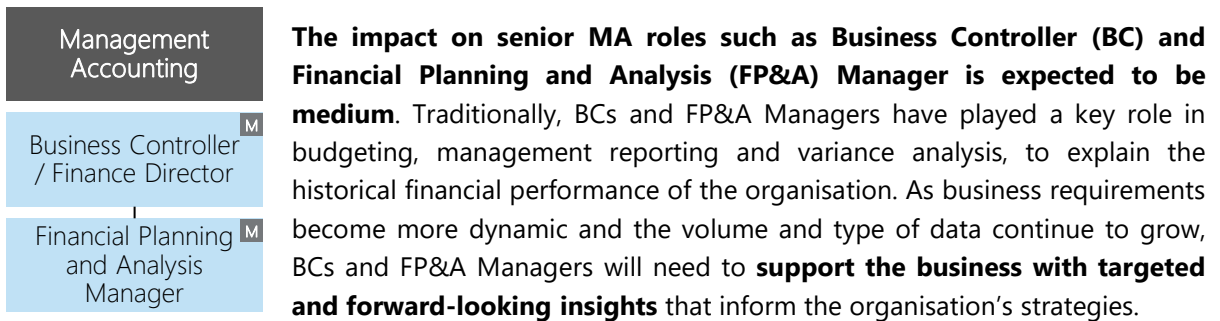 Management
Accounting
M
Business Controller
/ Finance Director
M
Financial Planning
and Analysis
Manager
The impact on senior MA roles such as Business Controller (BC) and
Financial Planning and Analysis (FP&A) Manager is expected to be
medium. Traditionally, BCs and FP&A Managers have played a key role in
budgeting, management reporting and variance analysis, to explain the
historical financial performance of the organisation. As business requirements
become more dynamic and the volume and type of data continue to grow,
BCs and FP&A Managers will need to support the business with targeted
and forward-looking insights that inform the organisation’s strategies.